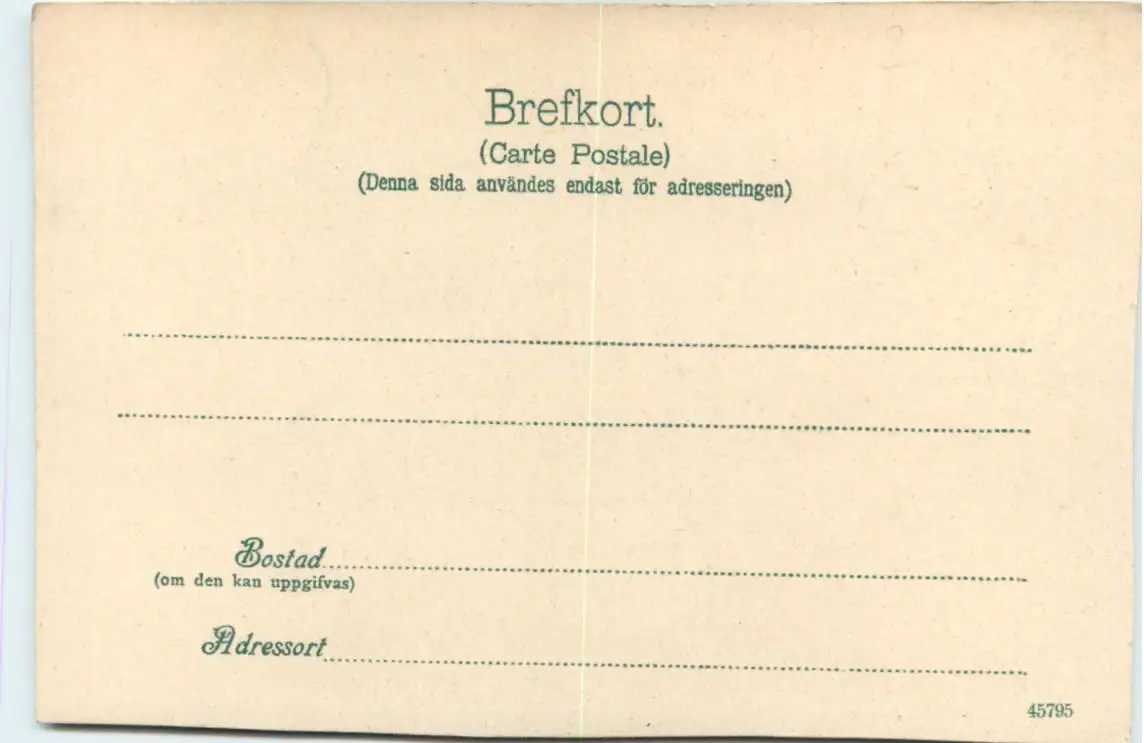 Brefkort.
(Carte Postale)
(Denna sida användes endast för adresseringen)
Bostad
(om den kan uppgifvas)
Adressort
45795